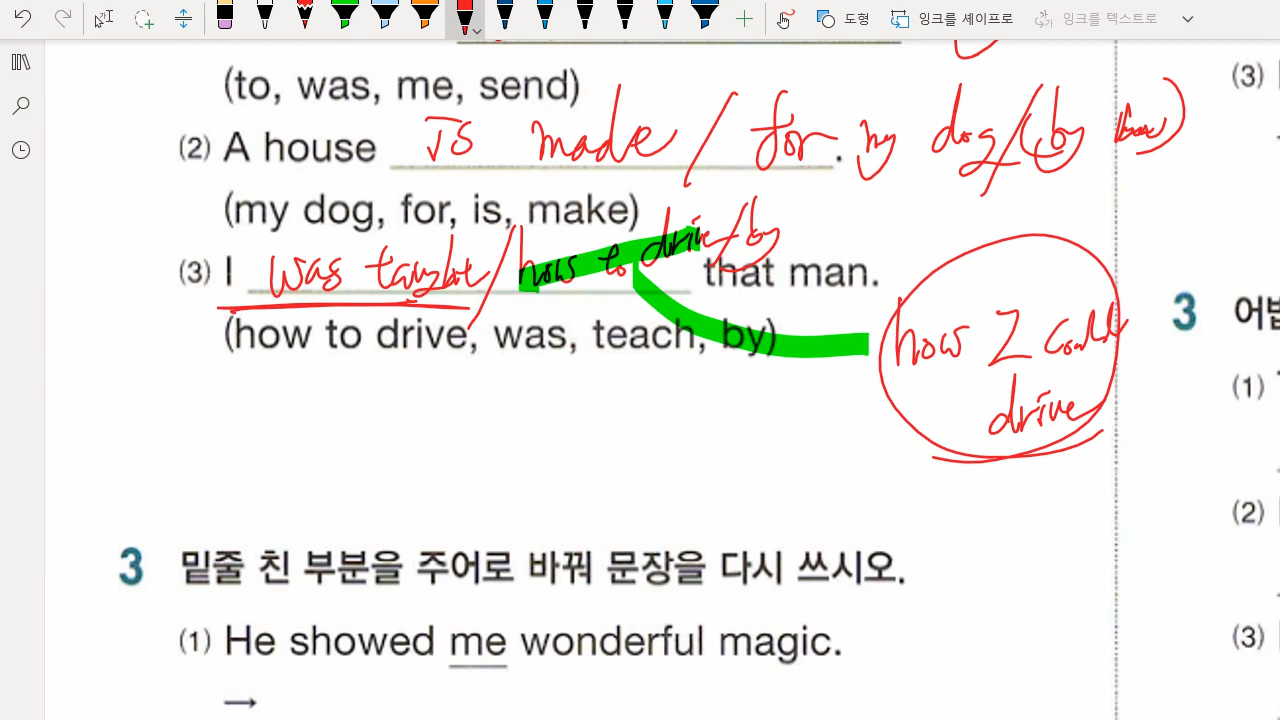 도형 잉크를 셰이프로 잉크를 텍스트로
(to, was, me, send)
(2) A house is made / for my dog / (by
(my dog, for, is, make)
(3) I was taught / how to drive / by that man.
(how to drive, was, teach, by)
how I could
drive
3 밑줄 친 부분을 주어로 바꿔 문장을 다시 쓰시오.
(1) He showed me wonderful magic.
→
(3)
3 어법
(1)
(2)
(3)